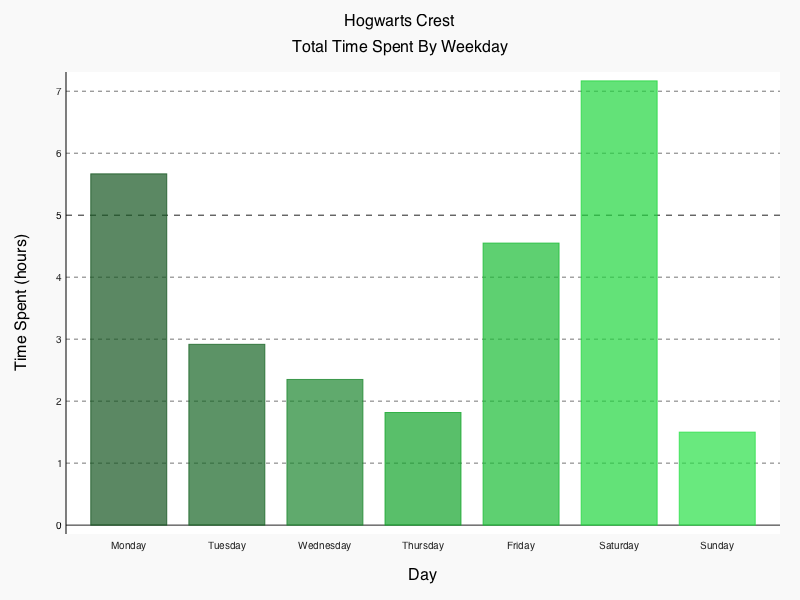 Hogwarts Crest
Total Time Spent By Weekday
Time Spent (hours)
7
6
5
4
3
2
1
0
Monday Tuesday Wednesday Thursday Friday Saturday Sunday
Day